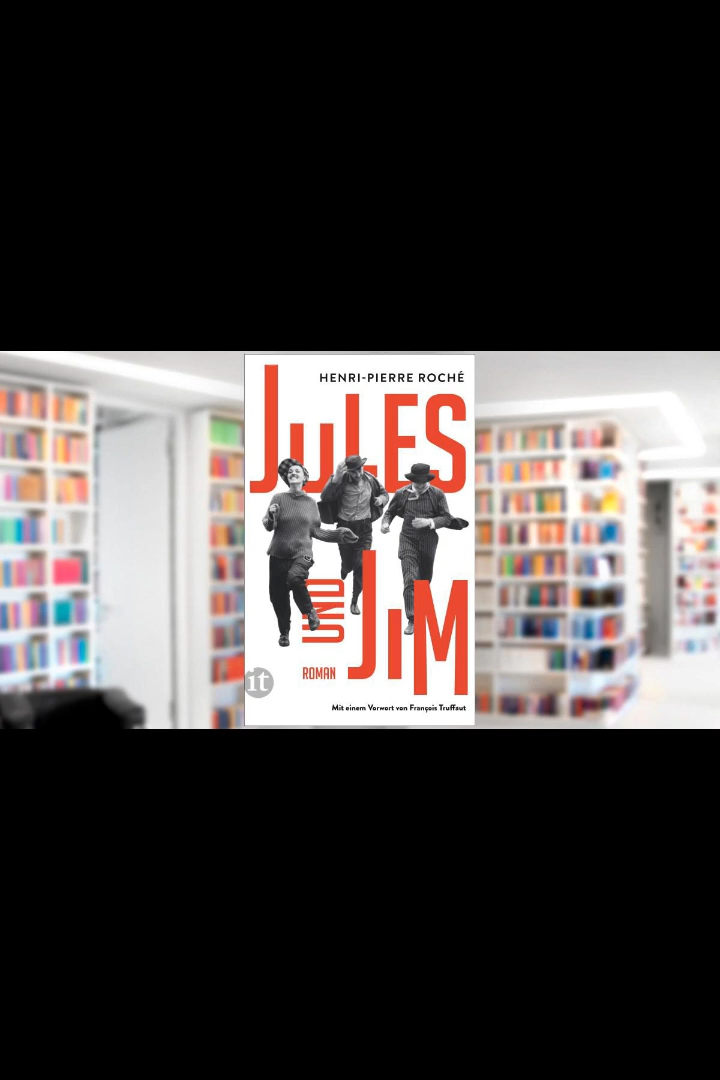 HENRI-PIERRE ROCHÉ
JULES
UND
JIM
ROMAN
it
Mit einem Vorwort von François Truffaut